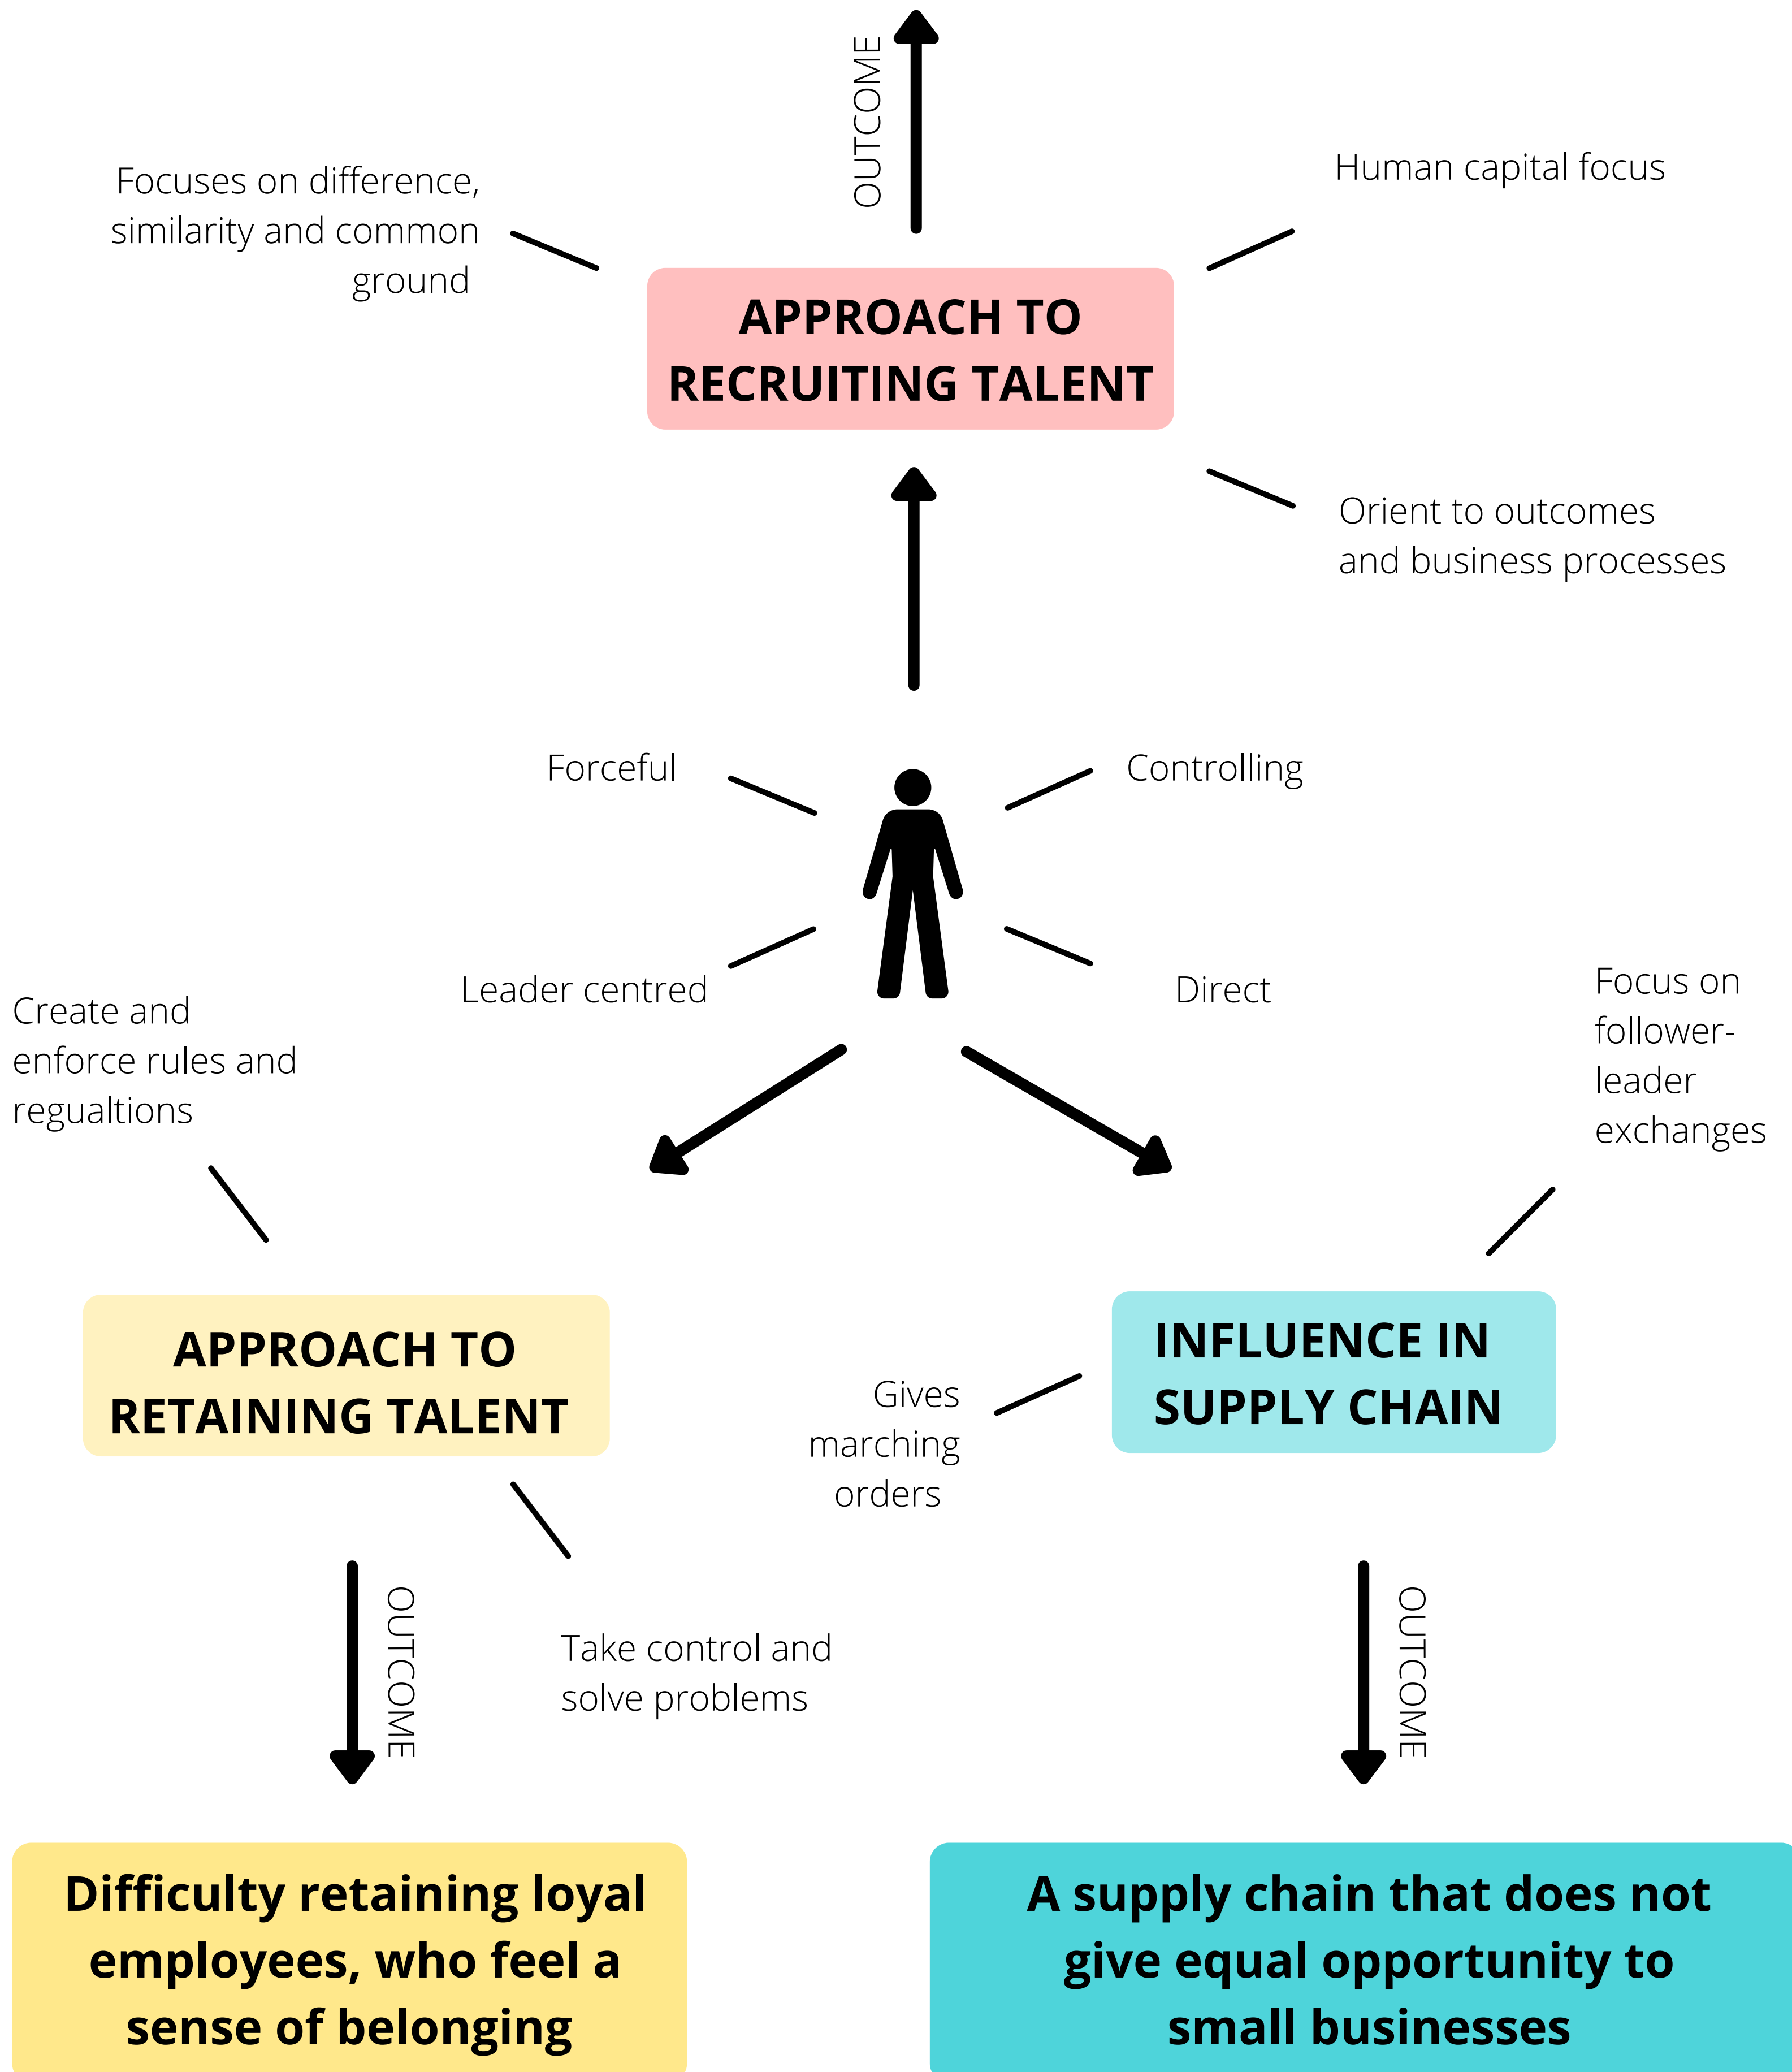 OUTCOME
Focuses on difference,
similarity and common
ground
Human capital focus
APPROACH TO
RECRUITING TALENT
Orient to outcomes
and business processes
Forceful
Controlling
Leader centred
Direct
Create and
enforce rules and
regualtions
Focus on
follower-
leader
exchanges
APPROACH TO
RETAINING TALENT
INFLUENCE IN
SUPPLY CHAIN
Gives
marching
orders
OUTCOME
Take control and
solve problems
OUTCOME
Difficulty retaining loyal
employees, who feel a
sense of belonging
A supply chain that does not
give equal opportunity to
small businesses